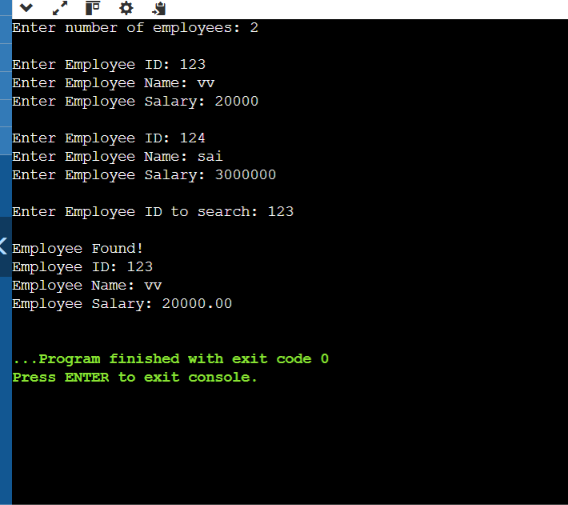 Enter number of employees: 2
Enter Employee ID: 123
Enter Employee Name: vv
Enter Employee Salary: 20000
Enter Employee ID: 124
Enter Employee Name: sai
Enter Employee Salary: 3000000
Enter Employee ID to search: 123
Employee Found!
Employee ID: 123
Employee Name: vv
Employee Salary: 20000.00
...Program finished with exit code 0
Press ENTER to exit console.